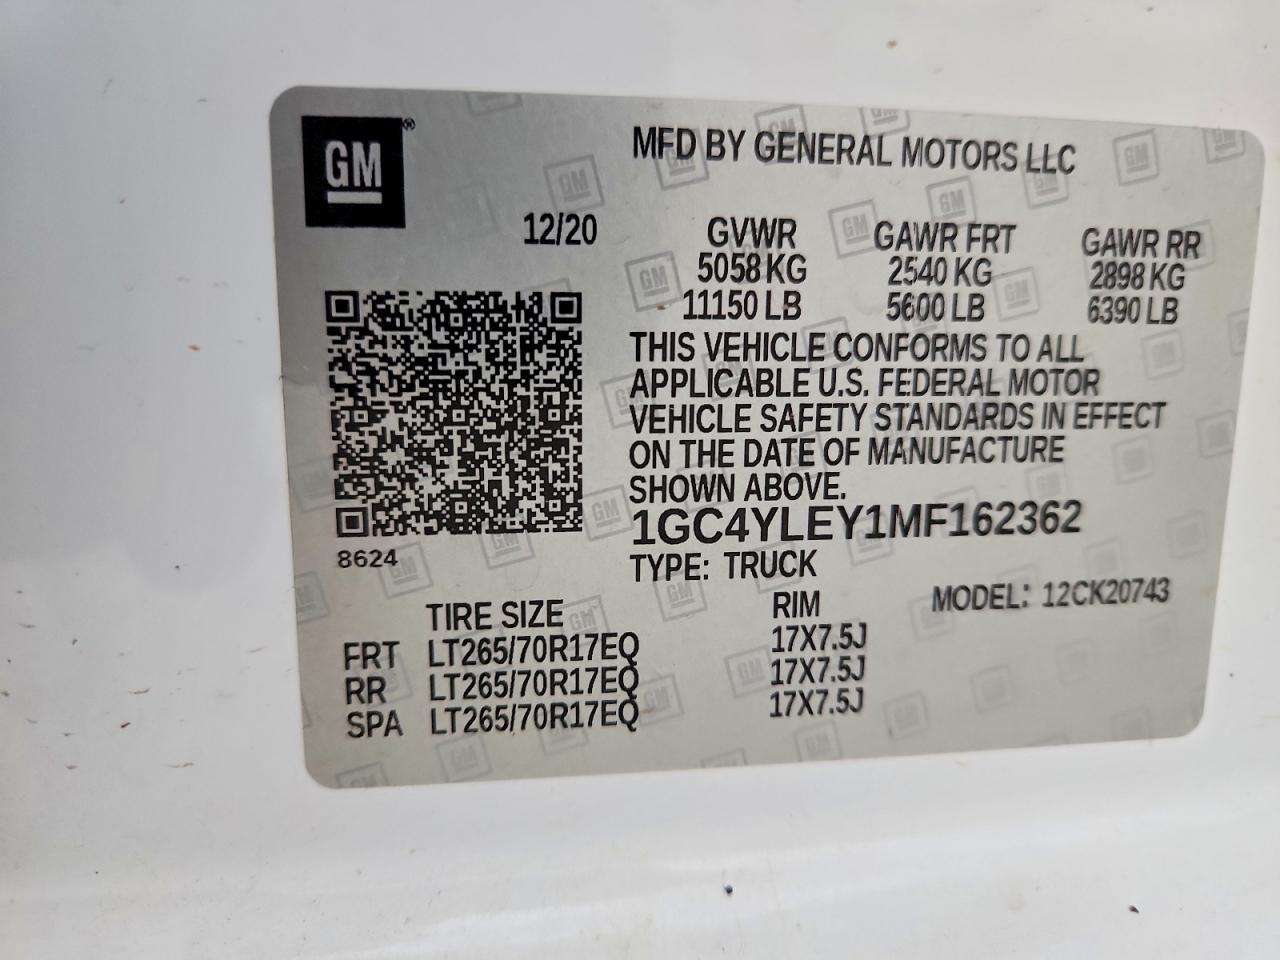 GM®
MFD BY GENERAL MOTORS LLC
12/20
GVWR GAWR FRT GAWR RR
5058 KG 2540 KG 2898 KG
11150 LB 5600 LB 6390 LB
THIS VEHICLE CONFORMS TO ALL
APPLICABLE U.S. FEDERAL MOTOR
VEHICLE SAFETY STANDARDS IN EFFECT
ON THE DATE OF MANUFACTURE
SHOWN ABOVE.
1GC4YLEY1MF162362
8624
TYPE: TRUCK
MODEL: 12CK20743
TIRE SIZE RIM
FRT LT265/70R17EQ 17X7.5J
RR LT265/70R17EQ 17X7.5J
SPA LT265/70R17EQ 17X7.5J